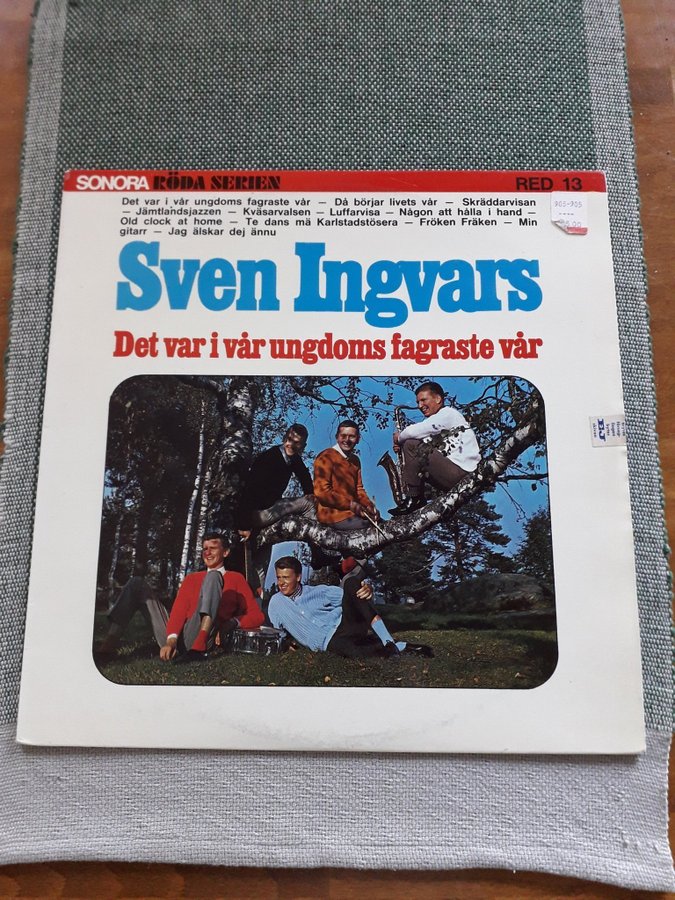 SONORA RÖDA SERIEN RED 13
Det var i vår ungdoms fagraste vår – Då börjar livets vår – Skräddarvisan
– Jämtlandsjazzen – Kväsarvalsen – Luffarvisa – Någon att hålla i hand –
Old clock at home – Te dans mä Karlstadstösera – Fröken Fräken – Min
gitarr – Jag älskar dej ännu
905-905
Sven Ingvars
Det var i vår ungdoms fagraste vår